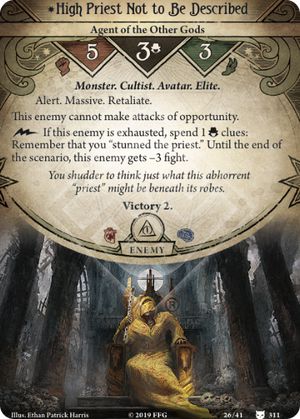 High Priest Not to Be Described
Agent of the Other Gods
5 3 3
Monster. Cultist. Avatar. Elite.
Alert. Massive. Retaliate.
This enemy cannot make attacks of opportunity.
If this enemy is exhausted, spend 1 clues:
Remember that you “stunned the priest.” Until the end
of the scenario, this enemy gets –3 fight.
You shudder to think just what this abhorrent
“priest” might be beneath its robes.
Victory 2.
ENEMY
Illus. Ethan Patrick Harris © 2019 FFG 26/41 311